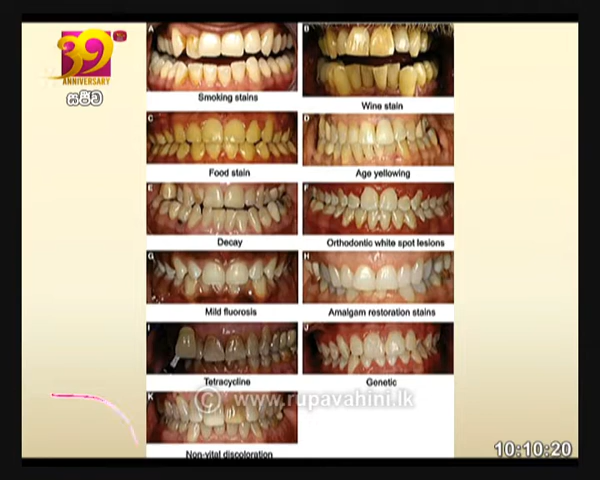 39
ANNIVERSARY
සජීවී
A
B
Smoking stains
Wine stain
C
D
Food stain
Age yellowing
E
F
Decay
Orthodontic white spot lesions
G
H
Mild fluorosis
Amalgam restoration stains
I
J
Tetracycline
Genetic
K
© www.rupavahini.lk
Non-vital discoloration
10:10:20